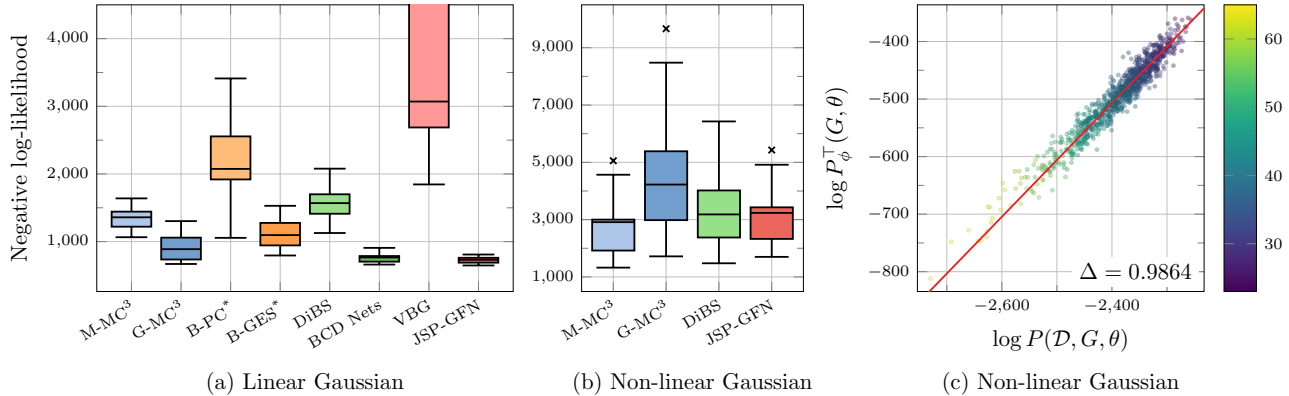 Negative log-likelihood
4,500
3,000
2,000
1,000
M-MC³
G-MC³
B-PC*
B-GES*
DiBS
BCD Nets
VBG
JSP-GFN
(a) Linear Gaussian
9,000
7,000
5,000
3,000
1,000
M-MC³
G-MC³
DiBS
JSP-GFN
(b) Non-linear Gaussian
log P_ϕ^⊤(G, θ)
−400
−500
−600
−700
−800
Δ = 0.9864
−2,600
−2,400
log P(𝒟, G, θ)
60
50
40
30
(c) Non-linear Gaussian